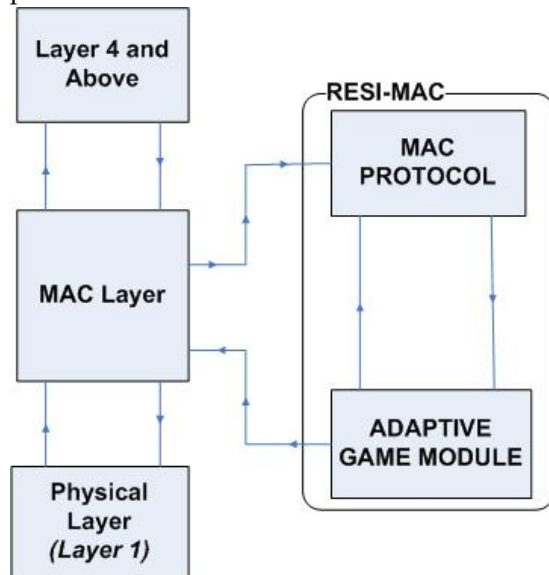 Layer 4 and
Above
RESI-MAC
MAC
PROTOCOL
MAC Layer
ADAPTIVE
GAME MODULE
Physical
Layer
(Layer 1)